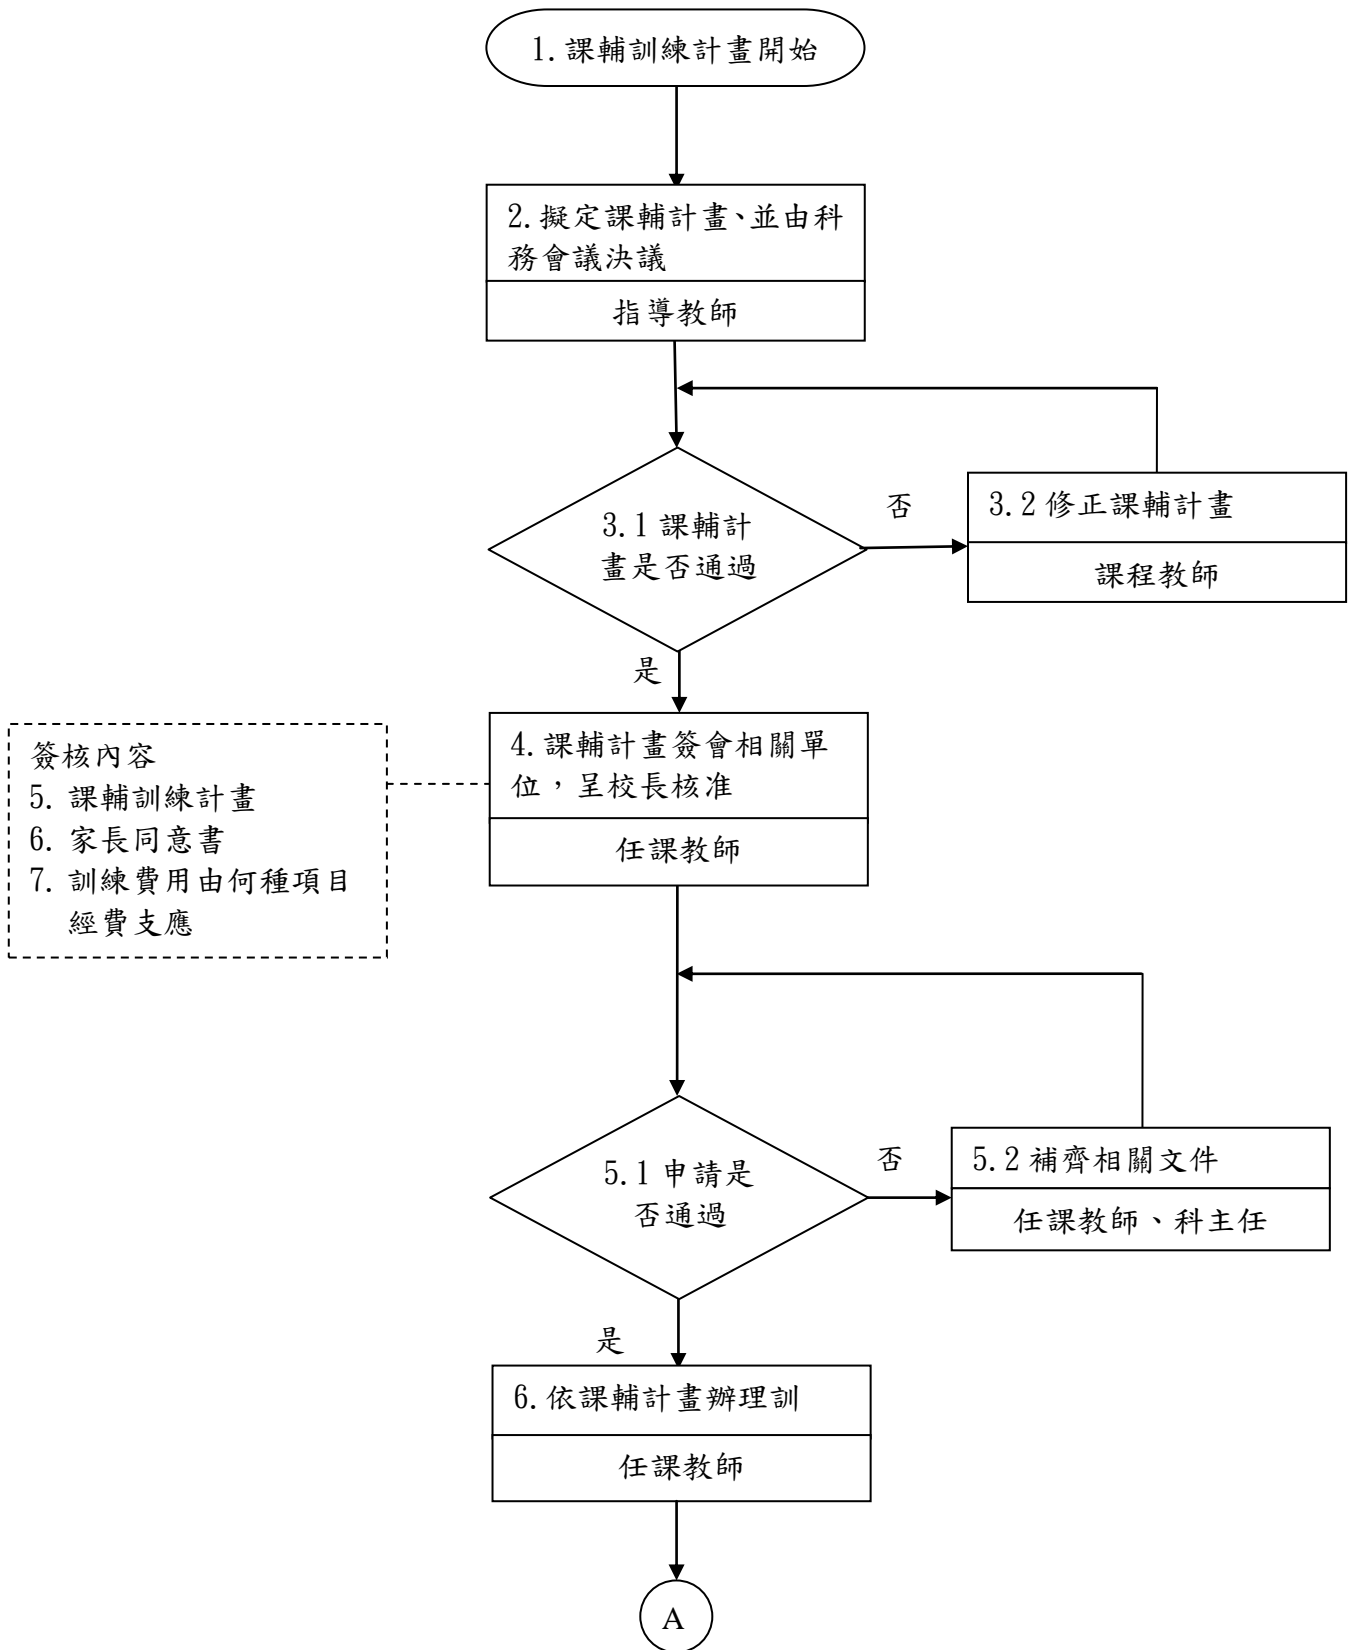 1.課輔訓練計畫開始
2.擬定課輔計畫、並由科
務會議決議
指導教師
3.1 課輔計
畫是否通過
否
3.2 修正課輔計畫
課程教師
是
簽核內容
5. 課輔訓練計畫
6. 家長同意書
7. 訓練費用由何種項目
經費支應
4.課輔計畫簽會相關單
位，呈校長核准
任課教師
5.1 申請是
否通過
否
5.2 補齊相關文件
任課教師、科主任
是
6.依課輔計畫辦理訓
任課教師
A